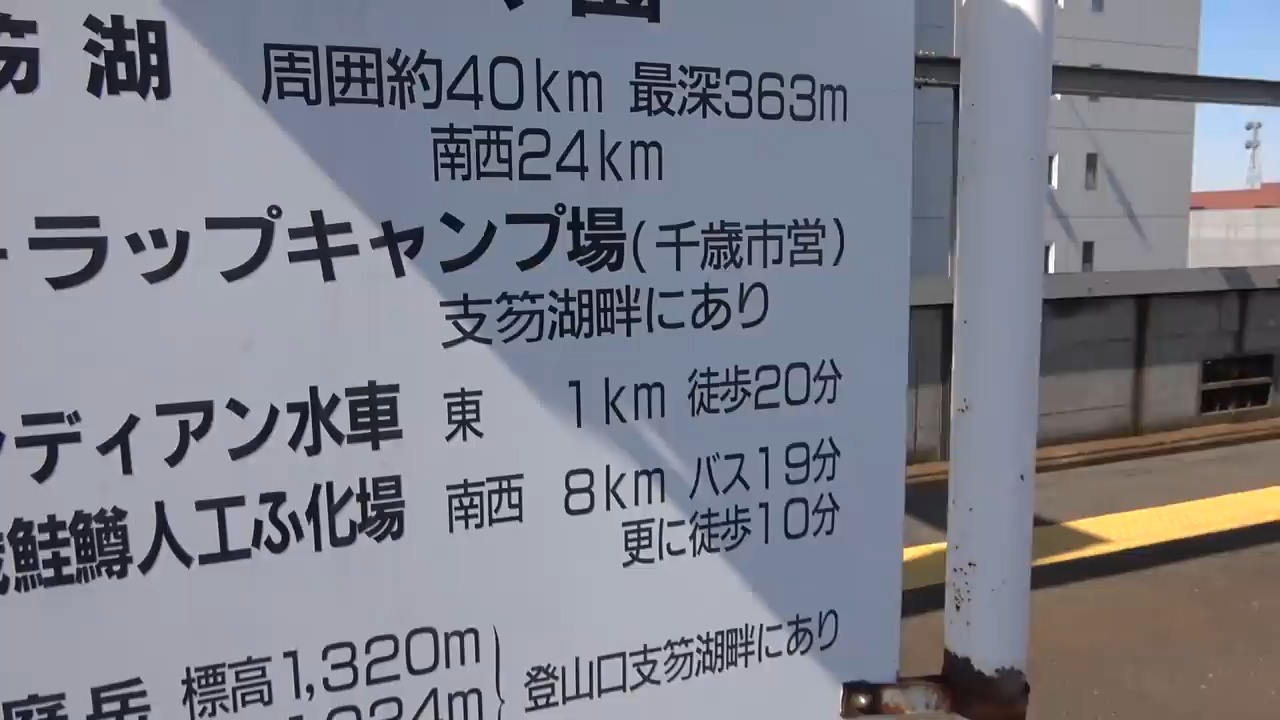 笏湖 周囲約40km 最深363m
南西24km
ラップキャンプ場(千歳市営)
支笏湖畔にあり
ディアン水車 東 1km 徒歩20分
鮭鱒人工ふ化場 南西 8km バス19分
更に徒歩10分
標高1,320m
庭岳 登山口支笏湖畔にあり